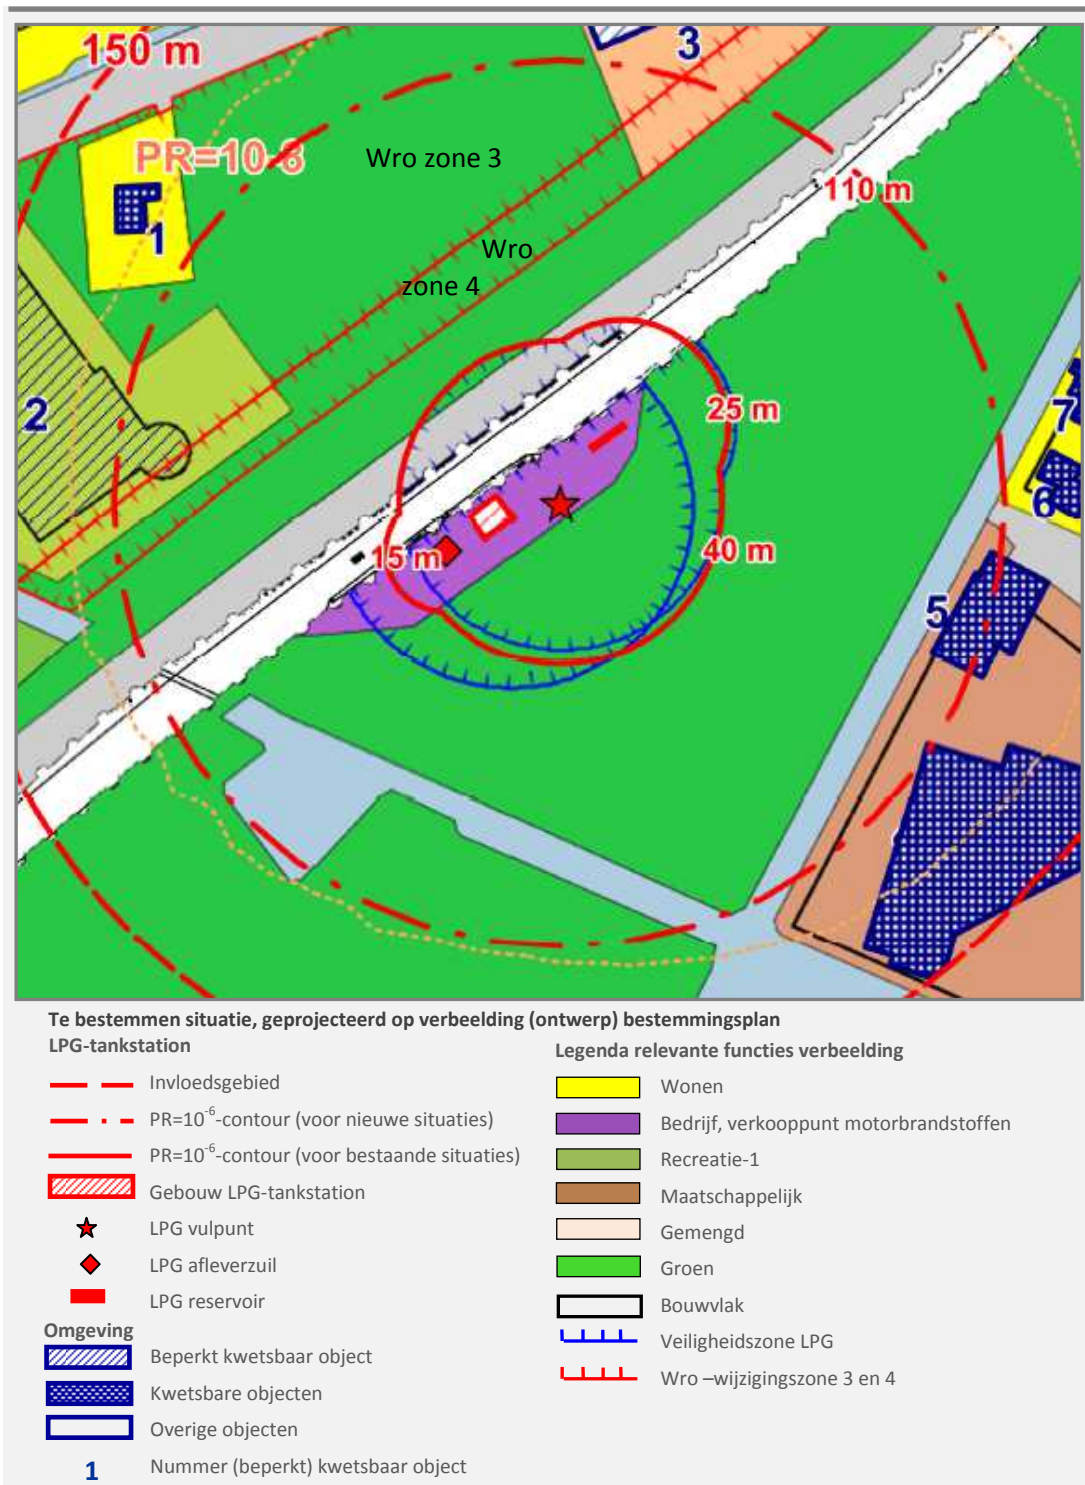 150 m
3
PR=10-8
Wro zone 3
110 m
1
Wro
zone 4
2
25 m
7
6
15 m
40 m
5
Te bestemmen situatie, geprojecteerd op verbeelding (ontwerp) bestemmingsplan
LPG-tankstation
Invloedsgebied
PR=10⁻⁶-contour (voor nieuwe situaties)
PR=10⁻⁶-contour (voor bestaande situaties)
Gebouw LPG-tankstation
LPG vulpunt
LPG afleverzuil
LPG reservoir
Omgeving
Beperkt kwetsbaar object
Kwetsbare objecten
Overige objecten
1 Nummer (beperkt) kwetsbaar object
Legenda relevante functies verbeelding
Wonen
Bedrijf, verkooppunt motorbrandstoffen
Recreatie-1
Maatschappelijk
Gemengd
Groen
Bouwvlak
Veiligheidszone LPG
Wro –wijzigingszone 3 en 4